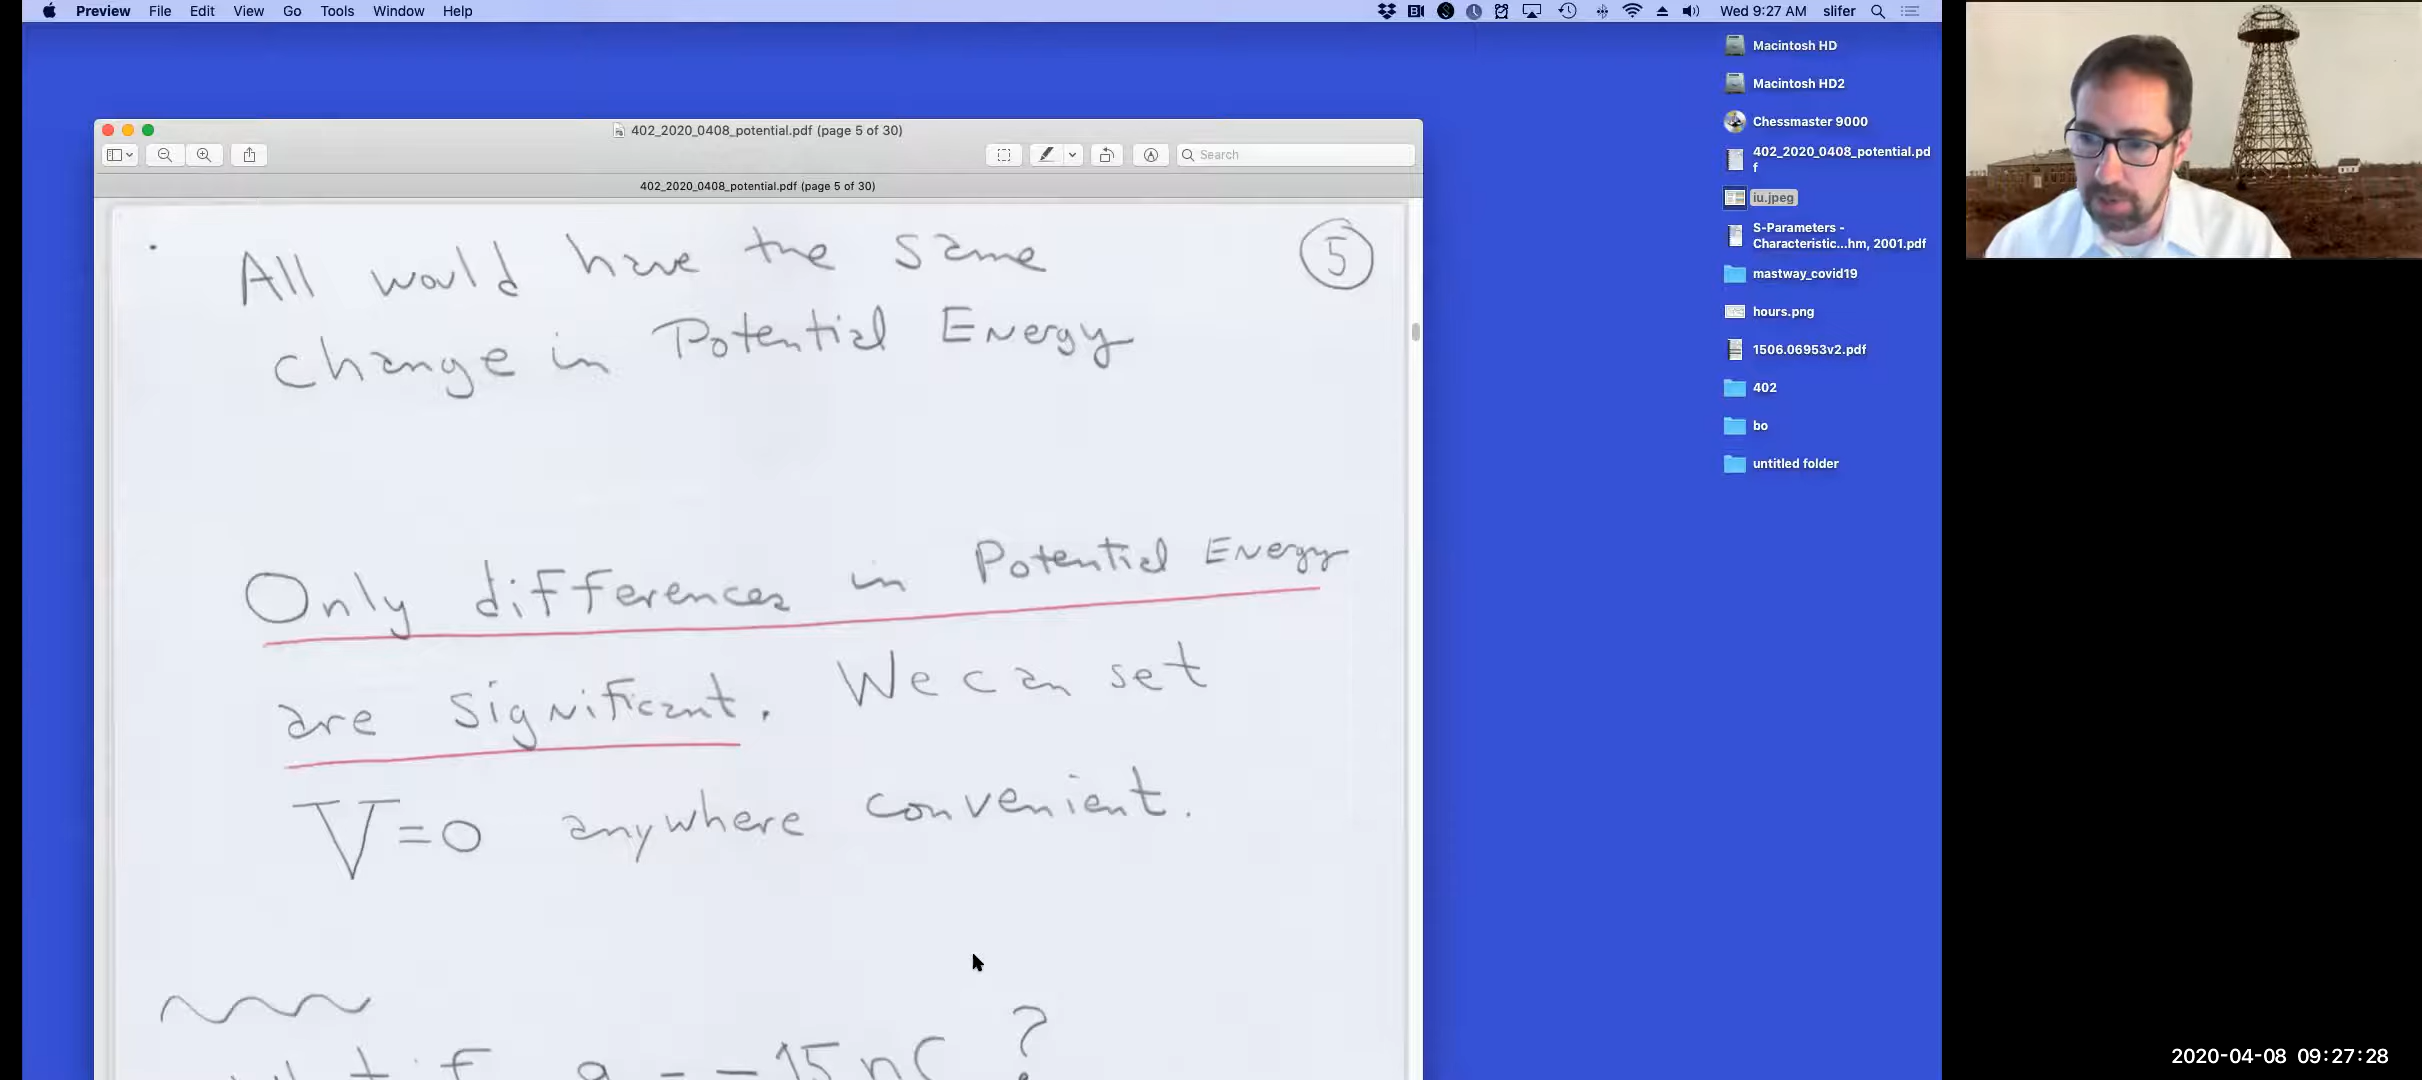 Preview File Edit View Go Tools Window Help
Wed 9:27 AM slifer
402_2020_0408_potential.pdf (page 5 of 30)
Search
402_2020_0408_potential.pdf (page 5 of 30)
All would have the same
5
change in Potential Energy
Only differences in Potential Energy
are significant. We can set
V=0 anywhere convenient.
What if q = -15 nC ?
Macintosh HD
Macintosh HD2
Chessmaster 9000
402_2020_0408_potential.pd
f
iu.jpeg
S-Parameters -
Characteristic...hm, 2001.pdf
mastway_covid19
hours.png
1506.06953v2.pdf
402
bo
untitled folder
2020-04-08 09:27:28